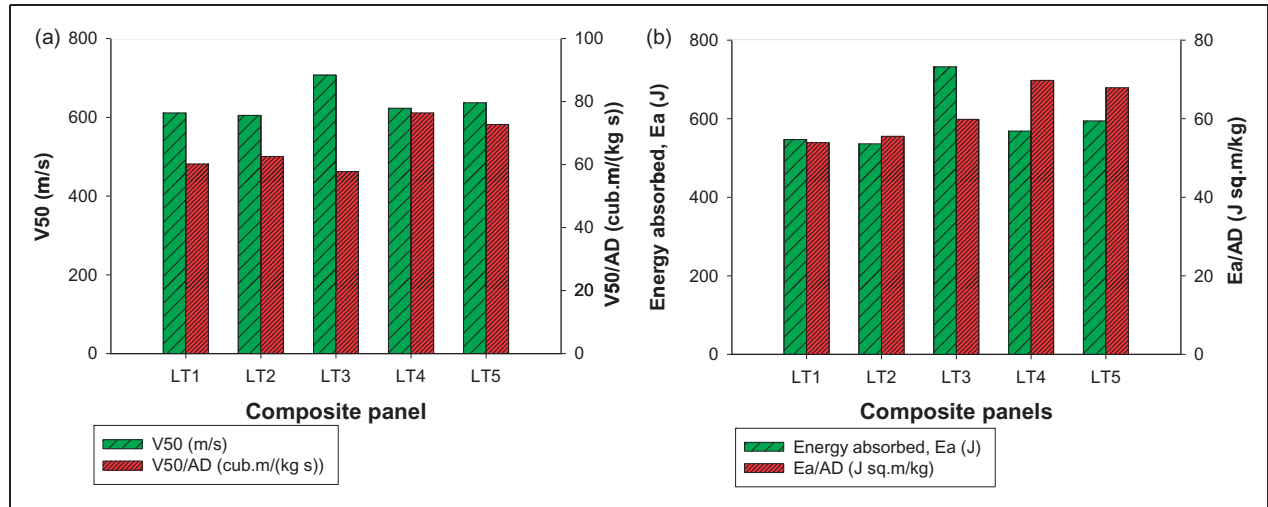 (a)
800
600
400
200
0
V50 (m/s)
100
80
60
40
20
0
V50/AD (cub.m/(kg s))
LT1 LT2 LT3 LT4 LT5
Composite panel
V50 (m/s)
V50/AD (cub.m/(kg s))
(b)
800
600
400
200
0
Energy absorbed, Ea (J)
80
60
40
20
0
Ea/AD (J sq.m/kg)
LT1 LT2 LT3 LT4 LT5
Composite panels
Energy absorbed, Ea (J)
Ea/AD (J sq.m/kg)